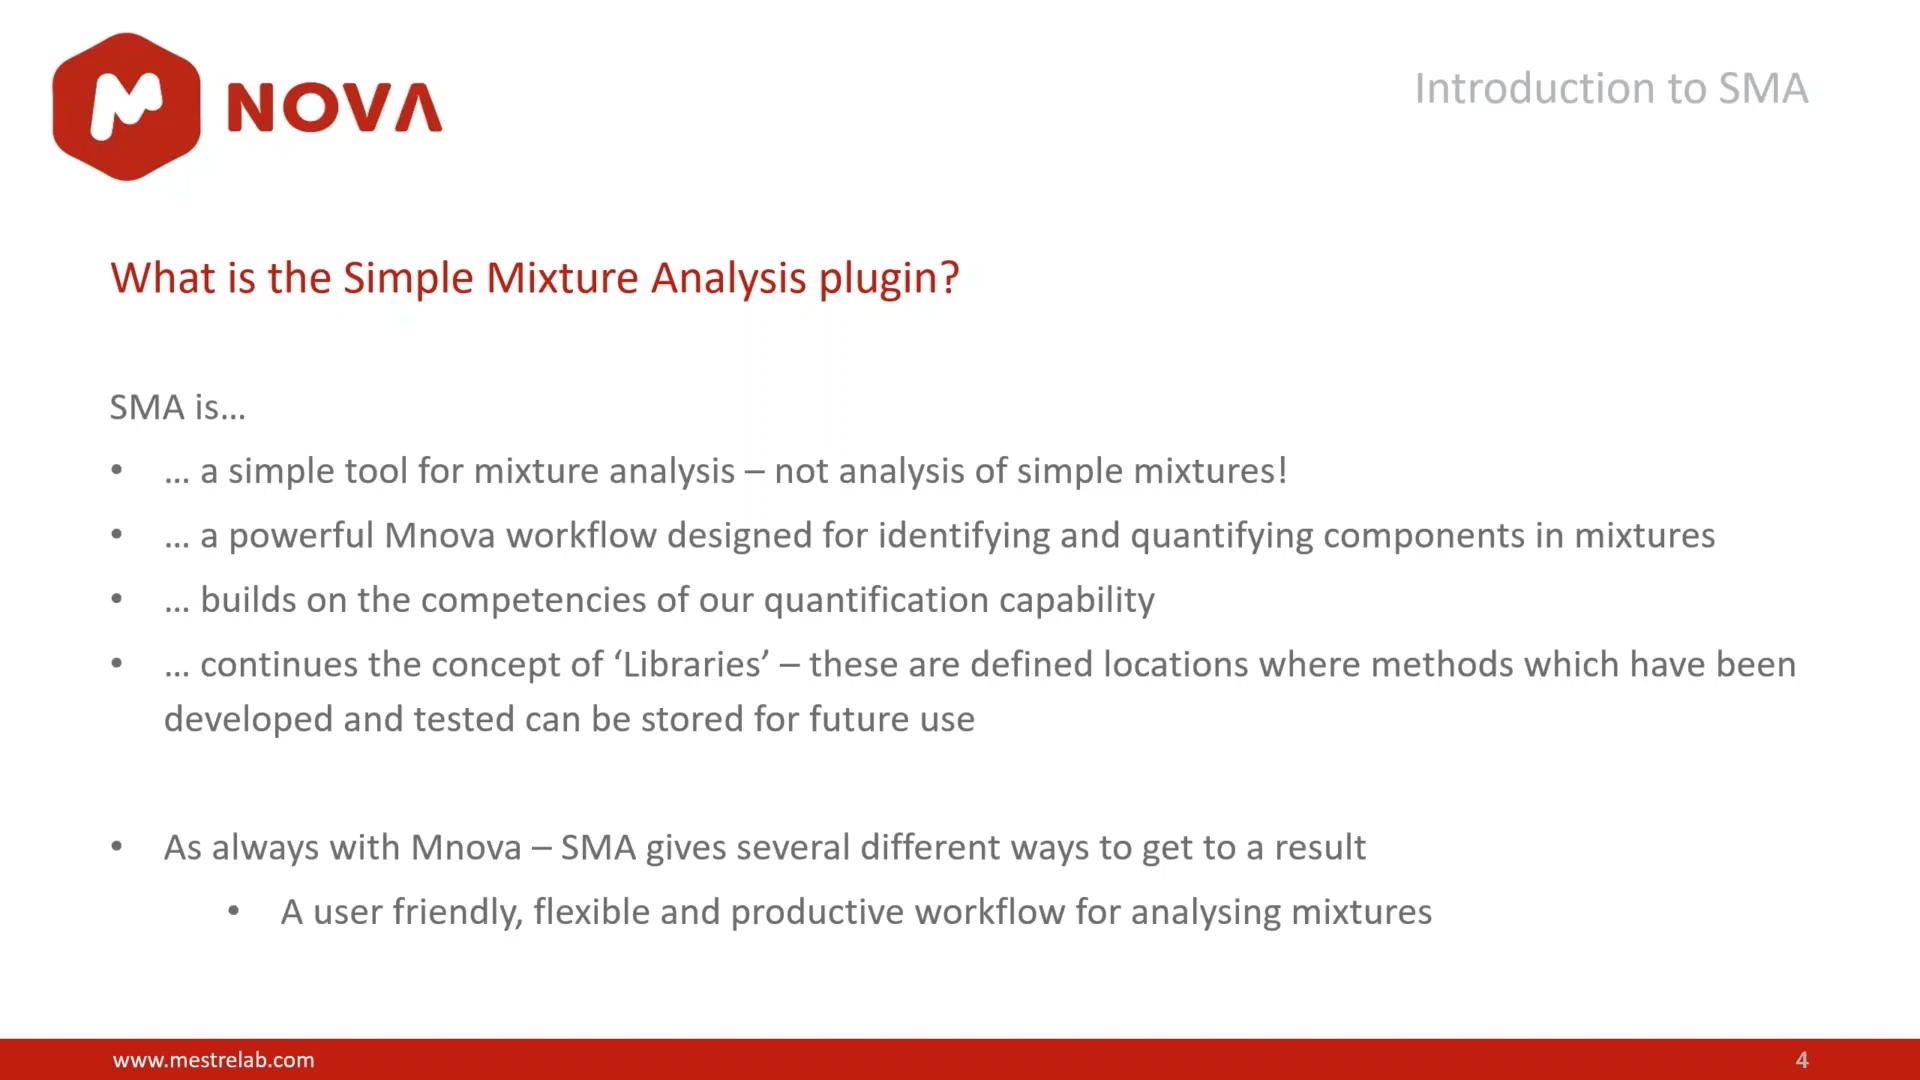 NOVA
Introduction to SMA
What is the Simple Mixture Analysis plugin?
SMA is…
• … a simple tool for mixture analysis – not analysis of simple mixtures!
• … a powerful Mnova workflow designed for identifying and quantifying components in mixtures
• … builds on the competencies of our quantification capability
• … continues the concept of ‘Libraries’ – these are defined locations where methods which have been
developed and tested can be stored for future use
• As always with Mnova – SMA gives several different ways to get to a result
• A user friendly, flexible and productive workflow for analysing mixtures
www.mestrelab.com
4